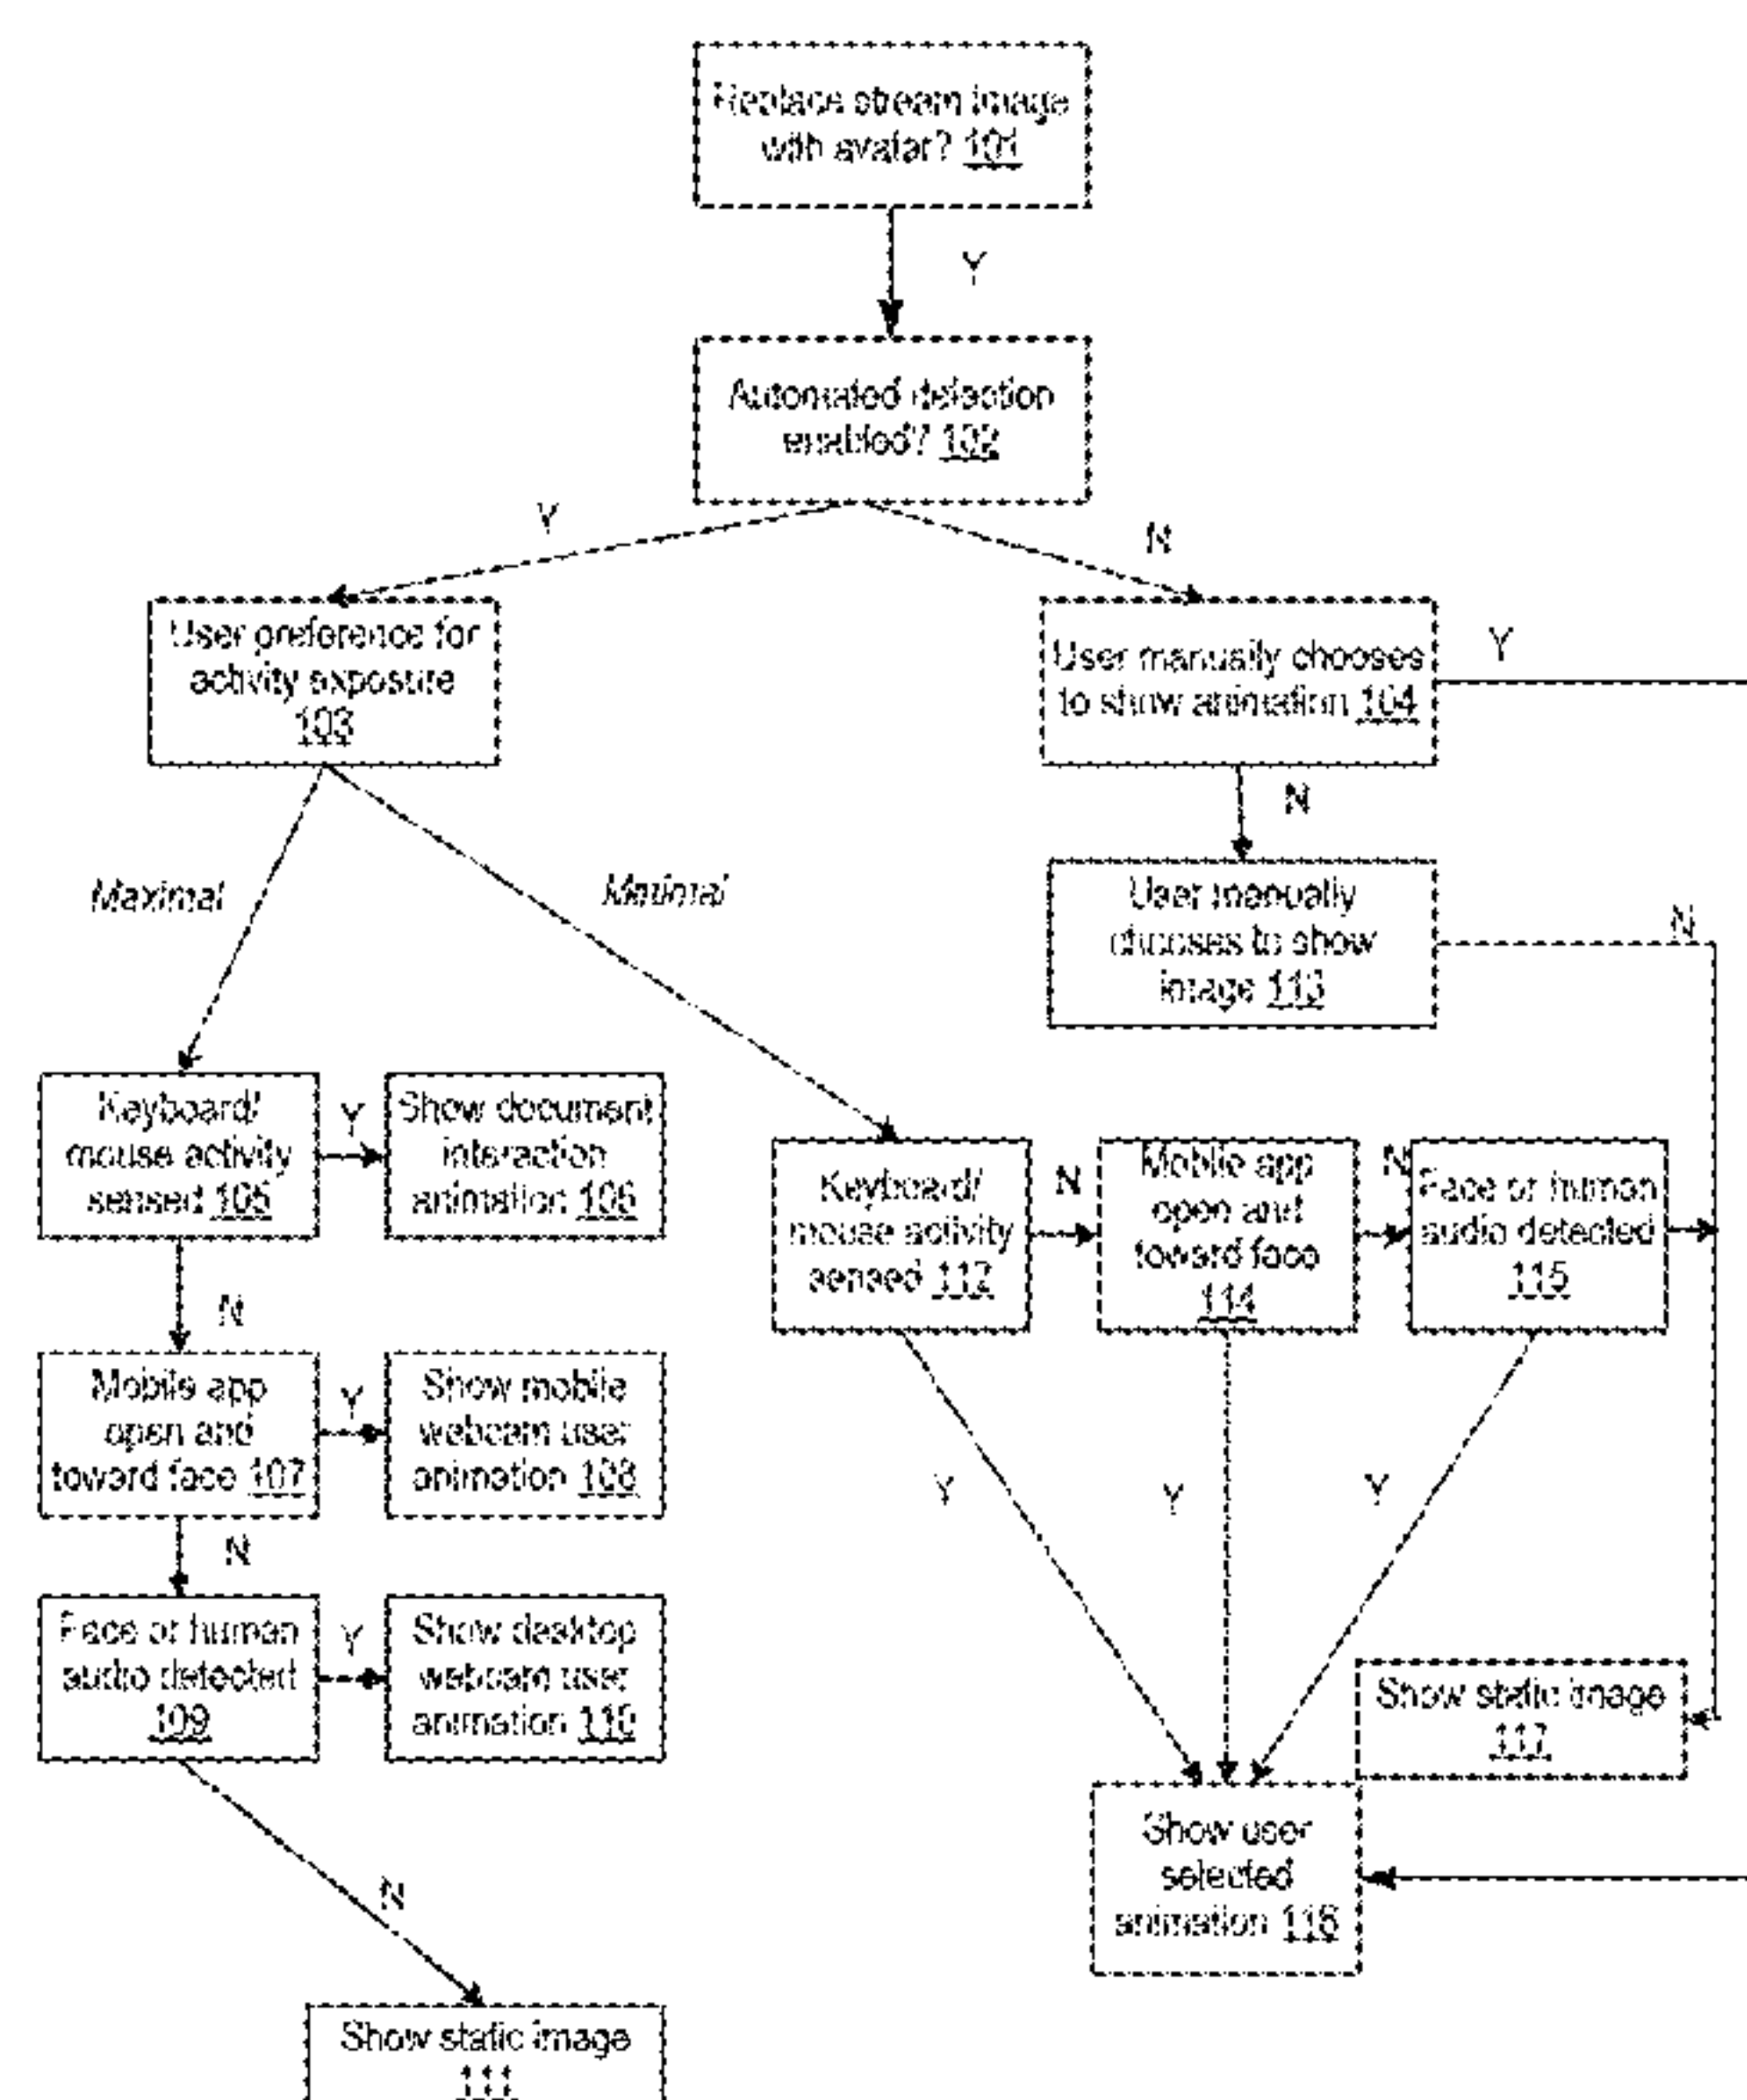 Replace stream image
with avatar? 101
Y
Automated detection
enabled? 102
Y
N
User preference for
activity exposure
103
User manually chooses
to show animation 104
Y
N
Maximal
Minimal
User manually
chooses to show
image 113
N
Keyboard/
mouse activity
sensed 105
Y
Show document
interaction
animation 106
Keyboard/
mouse activity
sensed 112
N
Mobile app
open and
toward face
114
N
Face or human
audio detected
115
N
Mobile app
open and
toward face 107
Y
Show mobile
webcam user
animation 108
Y
Y
Y
N
Face or human
audio detected
109
Y
Show desktop
webcam user
animation 110
Show static image
117
Show user
selected
animation 116
N
Show static image
111